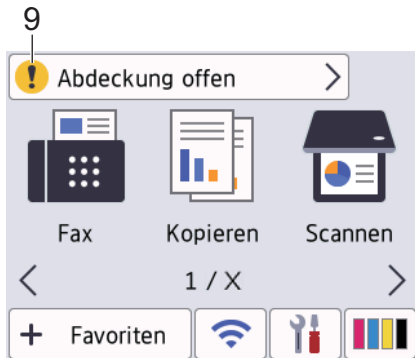 9
! Abdeckung offen >
Fax Kopieren Scannen
< 1 / X >
+ Favoriten